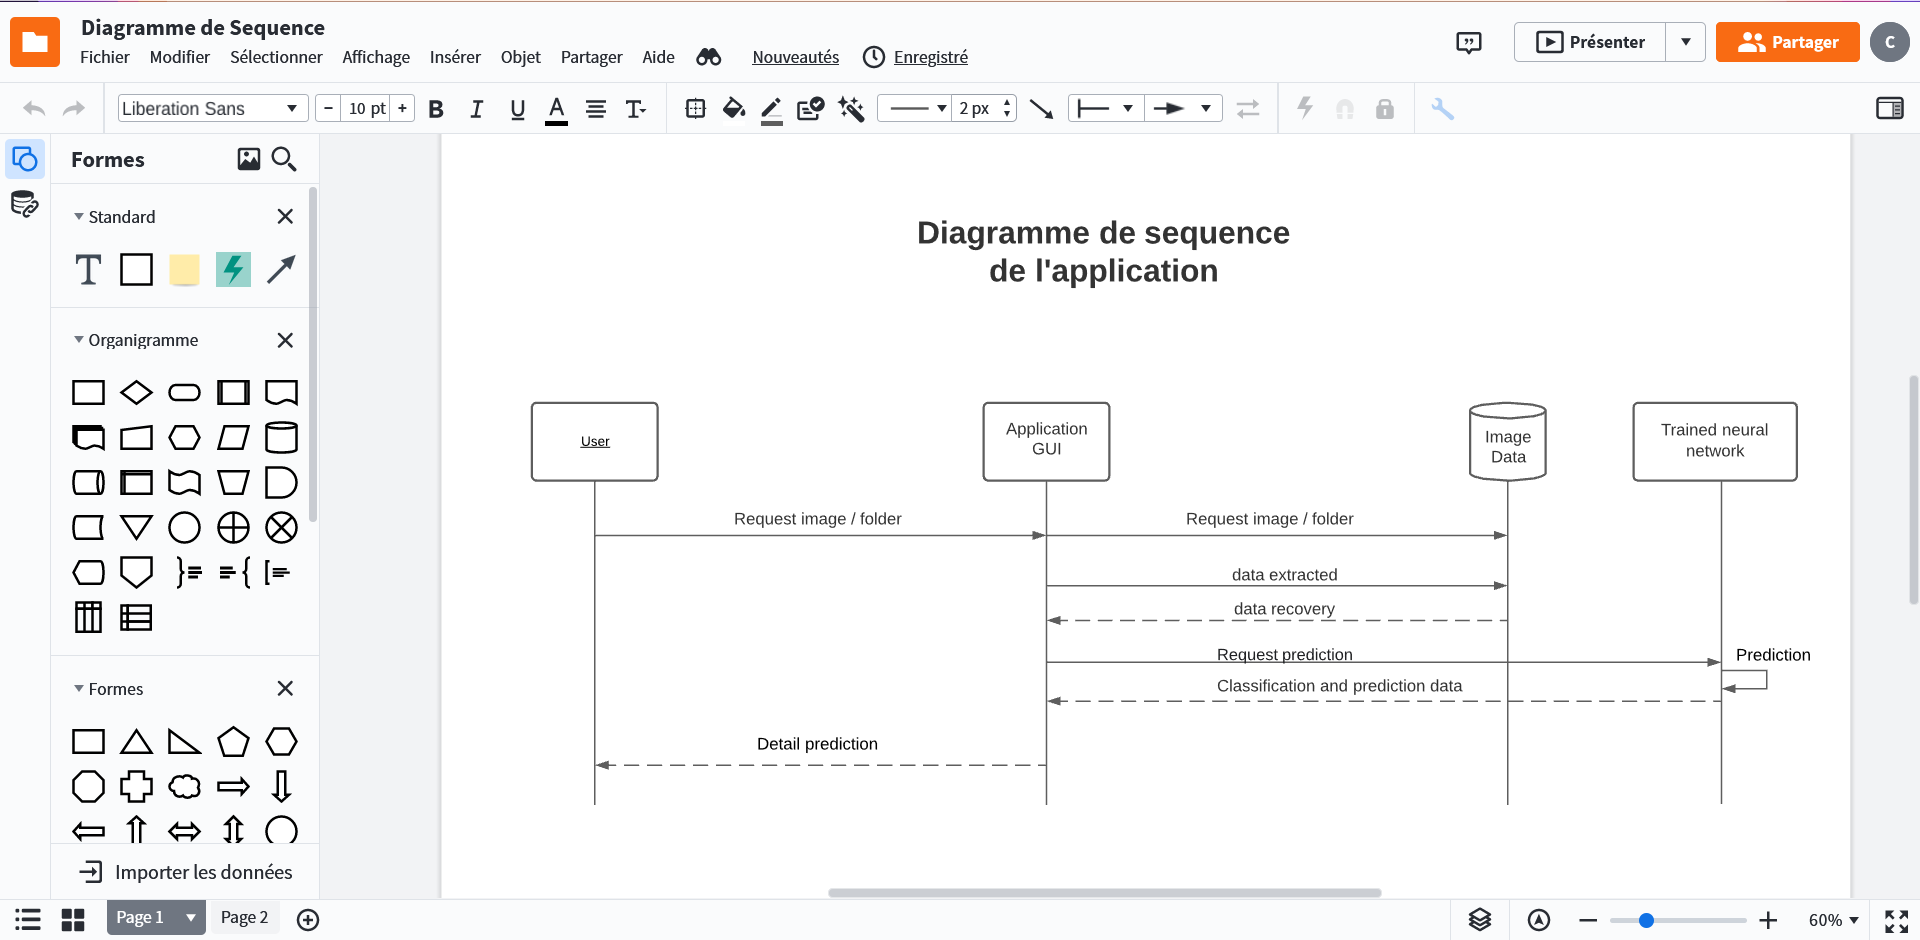 Diagramme de Sequence
Fichier Modifier Sélectionner Affichage Insérer Objet Partager Aide Nouveautés Enregistré
Présenter
Partager
C
Liberation Sans
− 10 pt +
B I U A T
2 px
Formes
Standard
T
Organigramme
Formes
Importer les données
Diagramme de sequence
de l'application
User
Application
GUI
Image
Data
Trained neural
network
Request image / folder
Request image / folder
data extracted
data recovery
Request prediction
Prediction
Classification and prediction data
Detail prediction
Page 1
Page 2
60%